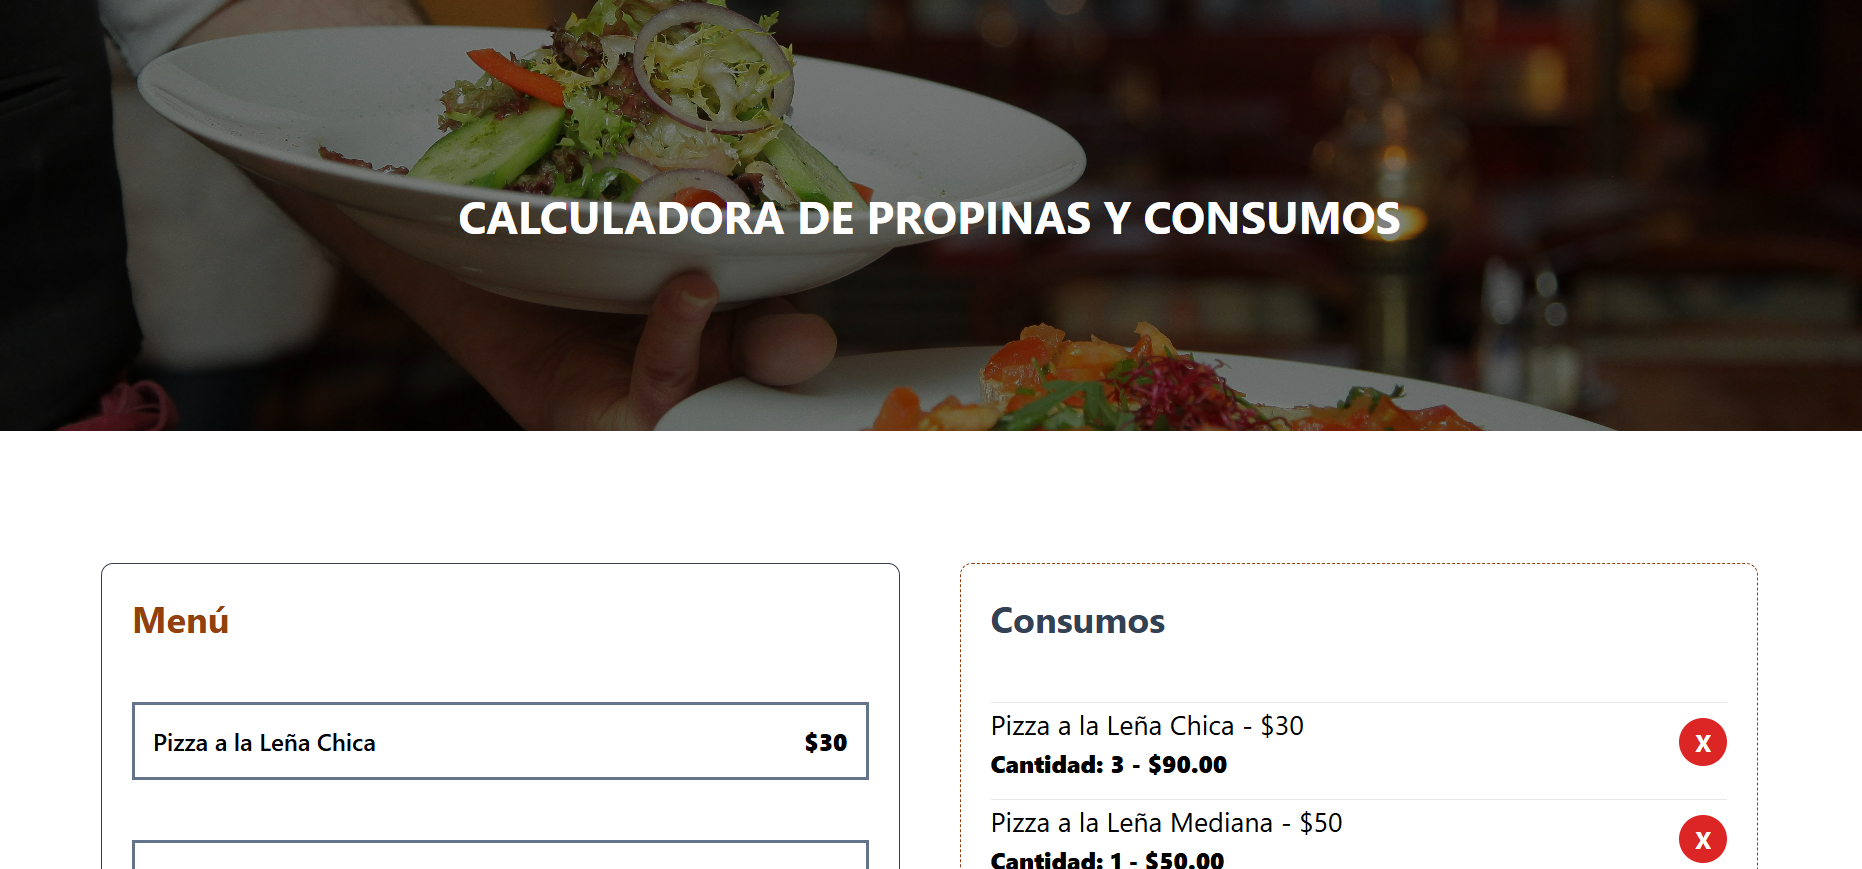 CALCULADORA DE PROPINAS Y CONSUMOS
Menú
Pizza a la Leña Chica $30
Consumos
Pizza a la Leña Chica - $30
Cantidad: 3 - $90.00
X
Pizza a la Leña Mediana - $50
Cantidad: 1 - $50.00
X